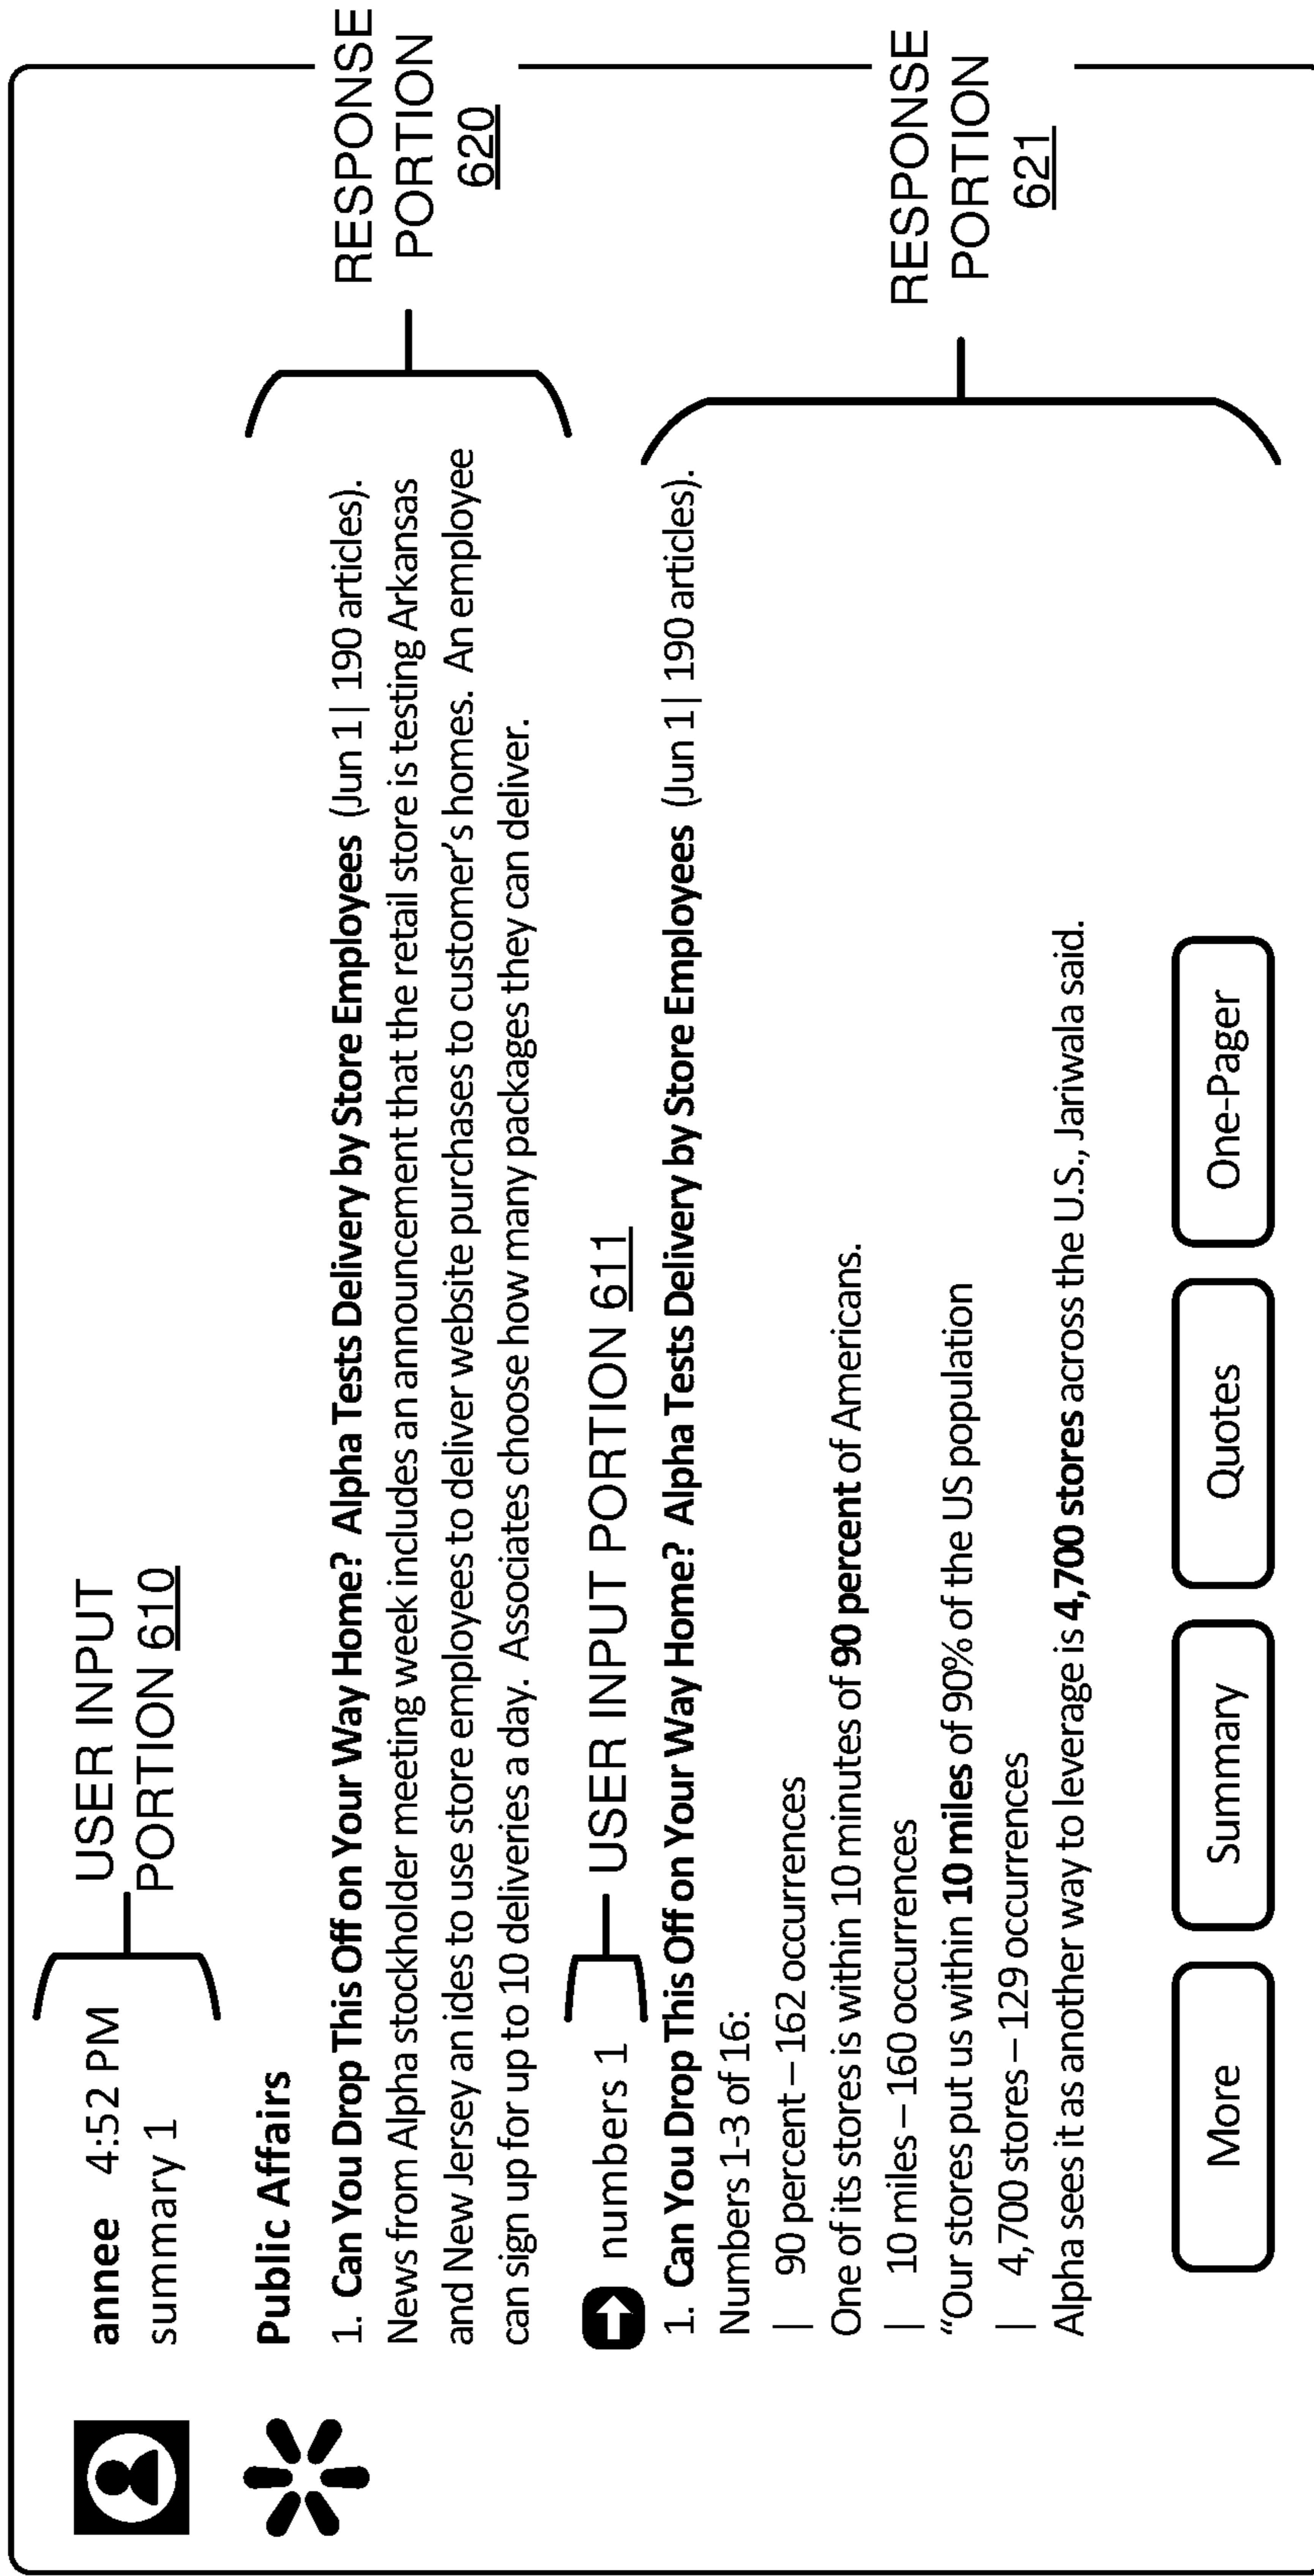 annee 4:52 PM
summary 1
USER INPUT
PORTION 610
Public Affairs
1. Can You Drop This Off on Your Way Home? Alpha Tests Delivery by Store Employees (Jun 1 | 190 articles).
News from Alpha stockholder meeting week includes an announcement that the retail store is testing Arkansas
and New Jersey an ides to use store employees to deliver website purchases to customer's homes. An employee
can sign up for up to 10 deliveries a day. Associates choose how many packages they can deliver.
RESPONSE
PORTION
620
numbers 1
USER INPUT PORTION 611
1. Can You Drop This Off on Your Way Home? Alpha Tests Delivery by Store Employees (Jun 1 | 190 articles).
Numbers 1-3 of 16:
| 90 percent – 162 occurrences
One of its stores is within 10 minutes of 90 percent of Americans.
| 10 miles – 160 occurrences
“Our stores put us within 10 miles of 90% of the US population
| 4,700 stores – 129 occurrences
Alpha sees it as another way to leverage is 4,700 stores across the U.S., Jariwala said.
RESPONSE
PORTION
621
More
Summary
Quotes
One-Pager